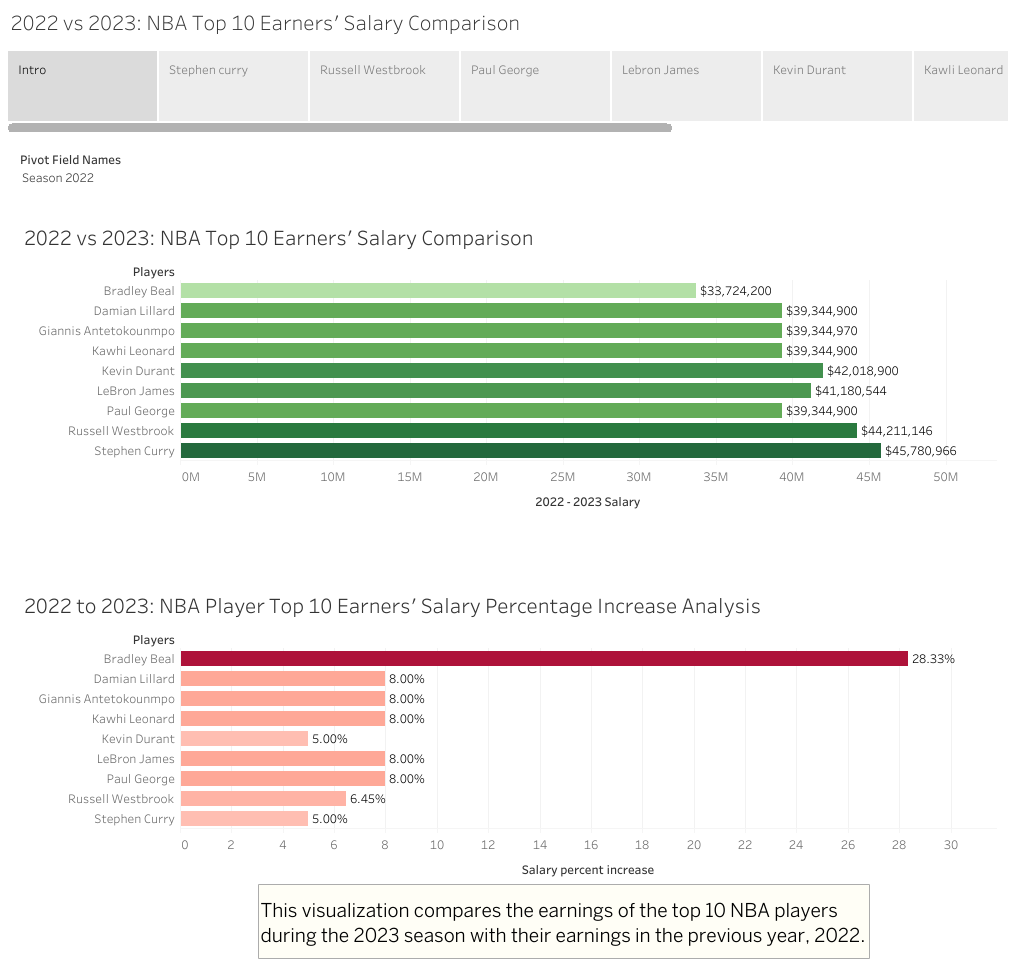 2022 vs 2023: NBA Top 10 Earners' Salary Comparison
Intro Stephen curry Russell Westbrook Paul George Lebron James Kevin Durant Kawli Leonard
Pivot Field Names
Season 2022
2022 vs 2023: NBA Top 10 Earners' Salary Comparison
Players
Bradley Beal $33,724,200
Damian Lillard $39,344,900
Giannis Antetokounmpo $39,344,970
Kawhi Leonard $39,344,900
Kevin Durant $42,018,900
LeBron James $41,180,544
Paul George $39,344,900
Russell Westbrook $44,211,146
Stephen Curry $45,780,966
0M 5M 10M 15M 20M 25M 30M 35M 40M 45M 50M
2022 - 2023 Salary
2022 to 2023: NBA Player Top 10 Earners' Salary Percentage Increase Analysis
Players
Bradley Beal 28.33%
Damian Lillard 8.00%
Giannis Antetokounmpo 8.00%
Kawhi Leonard 8.00%
Kevin Durant 5.00%
LeBron James 8.00%
Paul George 8.00%
Russell Westbrook 6.45%
Stephen Curry 5.00%
0 2 4 6 8 10 12 14 16 18 20 22 24 26 28 30
Salary percent increase
This visualization compares the earnings of the top 10 NBA players
during the 2023 season with their earnings in the previous year, 2022.